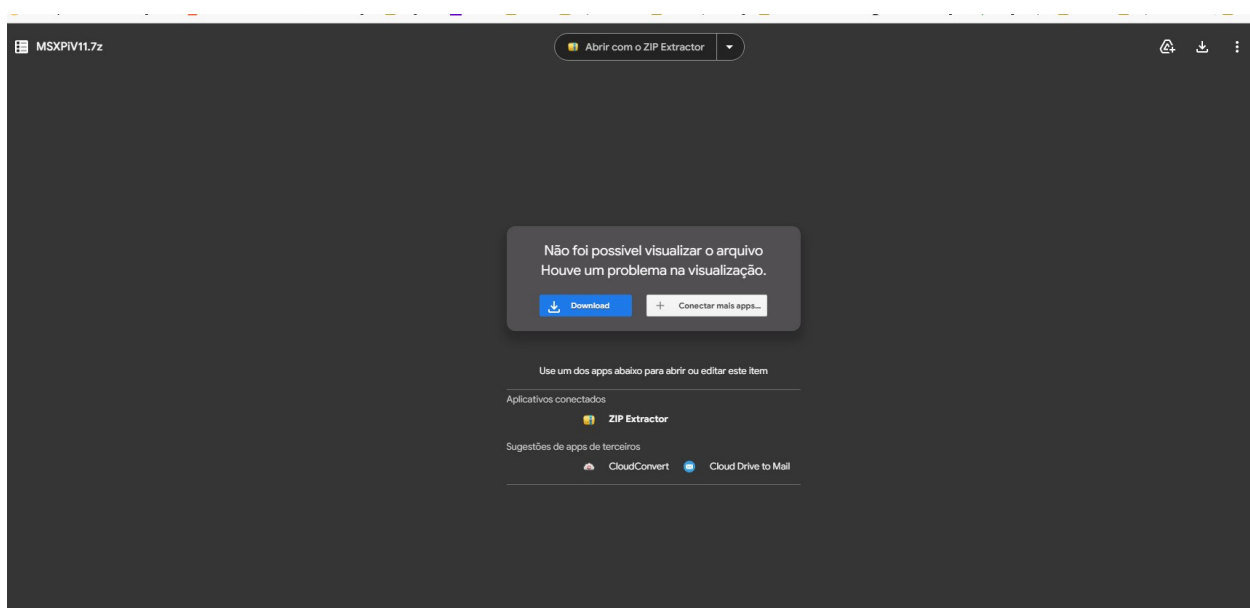 MSXPiV11.7z
Abrir com o ZIP Extractor
Não foi possivel visualizar o arquivo
Houve um problema na visualização.
Download
Conectar mais apps...
Use um dos apps abaixo para abrir ou editar este item
Aplicativos conectados
ZIP Extractor
Sugestões de apps de terceiros
CloudConvert
Cloud Drive to Mail